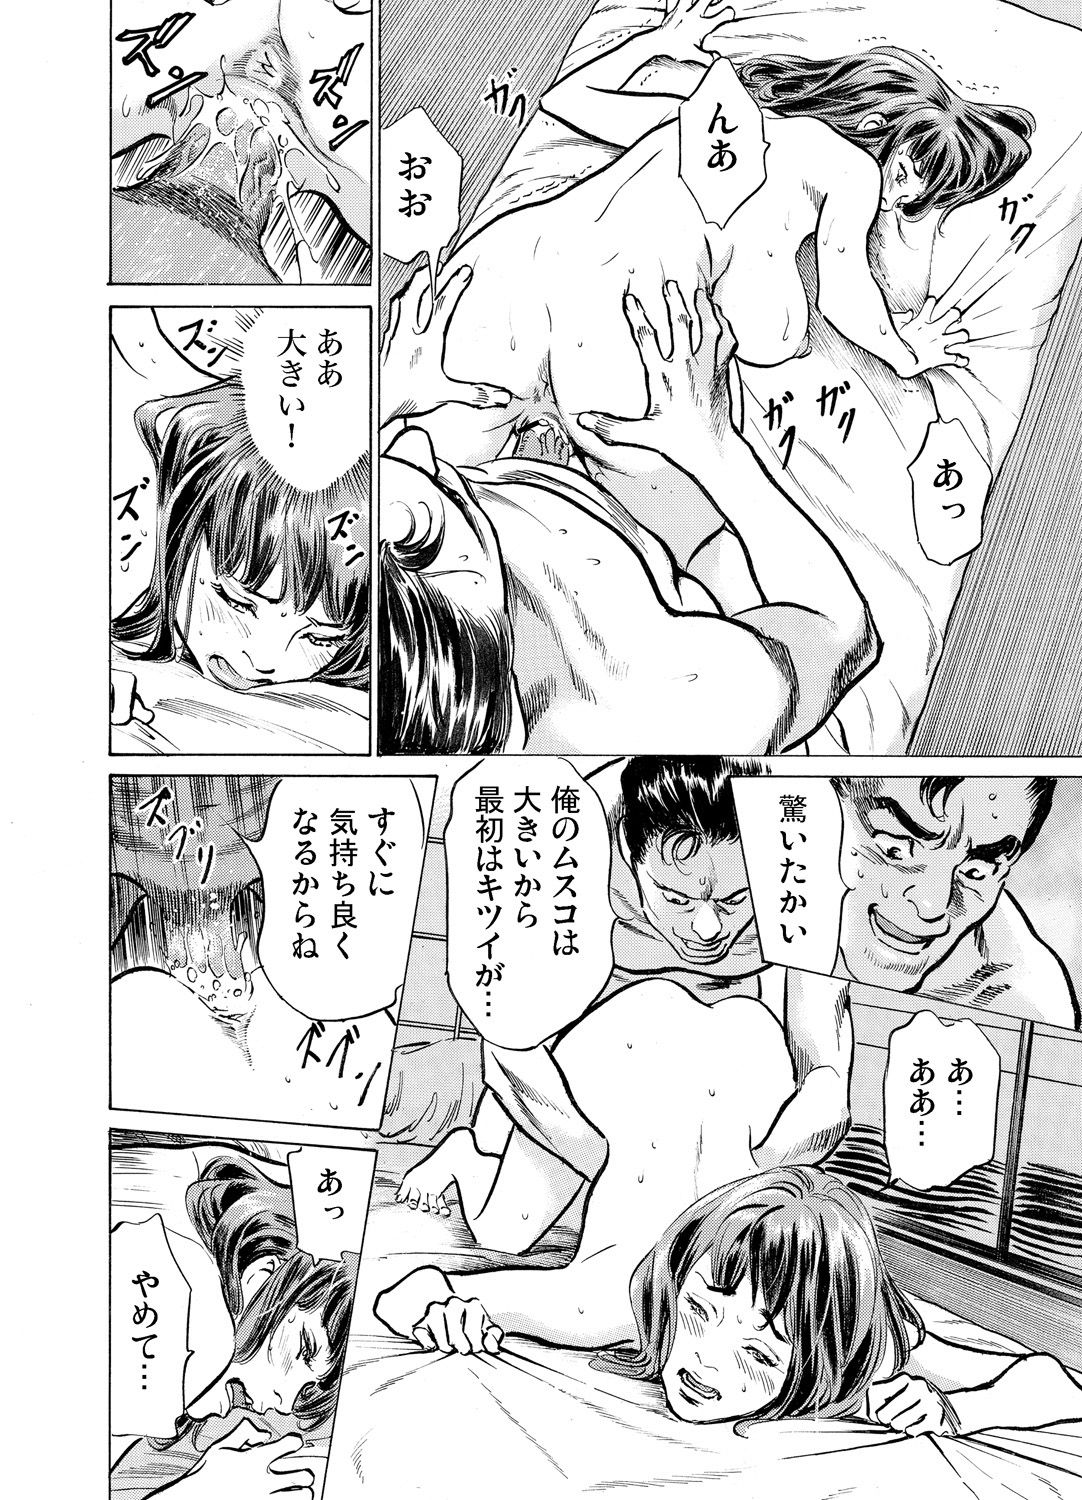 んあ
おお
ガクッ
ガク
ガク
ガク
あっ
ズン
ズン
ああ
大きい!
ズン
ズン
ズン
驚いたかい
俺のムスコは
大きいから
最初はキツイが…
あ…
ああ…
すぐに
気持ち良く
なるからね
ズブリ
ズズ…
あっ
やめて…